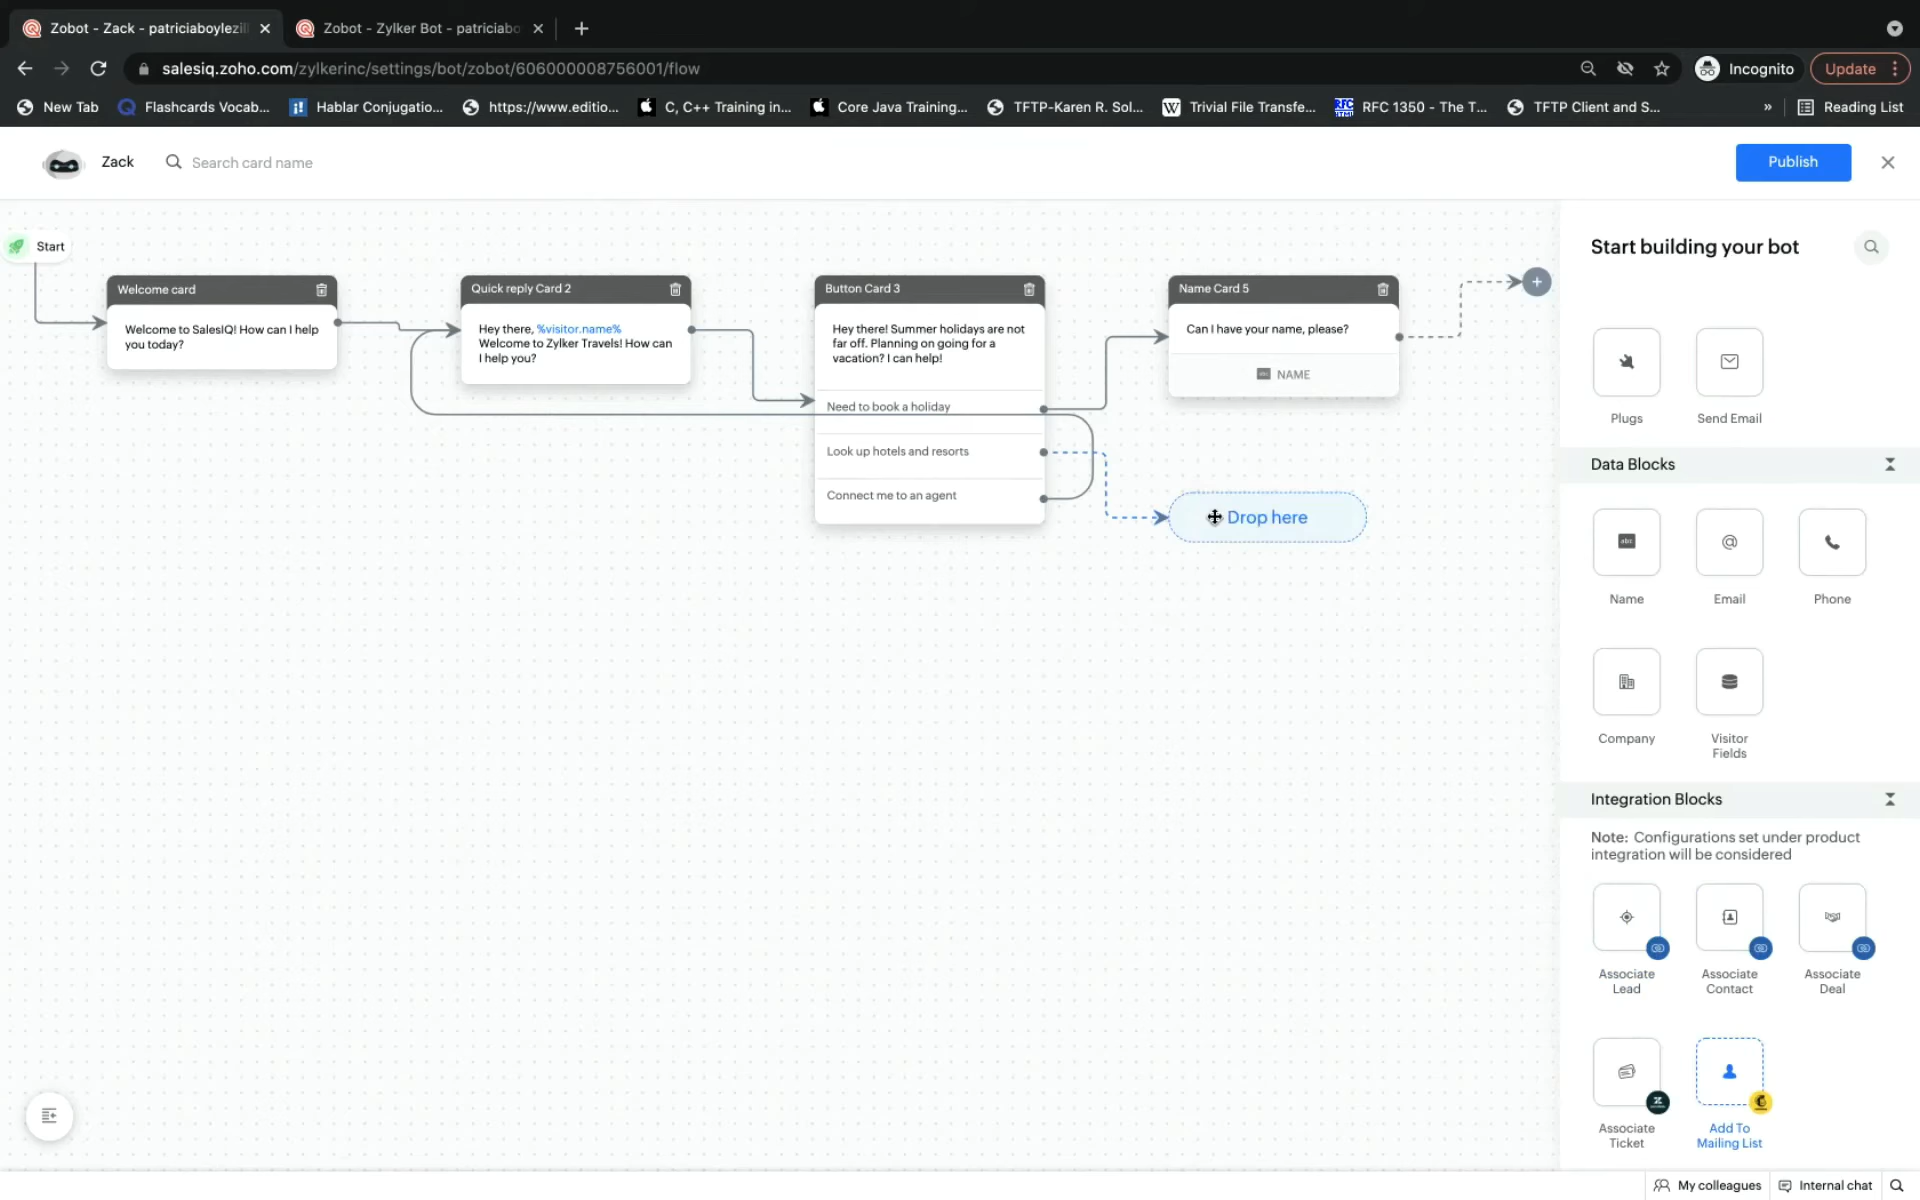 Zobot - Zack - patriciaboylezil
Zobot - Zylker Bot - patriciabo
salesiq.zoho.com/zylkerinc/settings/bot/zobot/606000008756001/flow
Incognito
Update
New Tab
Flashcards Vocab...
Hablar Conjugatio...
https://www.editio...
C, C++ Training in...
Core Java Training...
TFTP-Karen R. Sol...
Trivial File Transfe...
RFC 1350 - The T...
TFTP Client and S...
»
Reading List
Zack
Search card name
Publish
Start
Welcome card
Welcome to SalesIQ! How can I help
you today?
Quick reply Card 2
Hey there, %visitor.name%
Welcome to Zylker Travels! How can
I help you?
Button Card 3
Hey there! Summer holidays are not
far off. Planning on going for a
vacation? I can help!
Need to book a holiday
Look up hotels and resorts
Connect me to an agent
Name Card 5
Can I have your name, please?
NAME
Drop here
Start building your bot
Plugs
Send Email
Data Blocks
Name
Email
Phone
Company
Visitor
Fields
Integration Blocks
Note: Configurations set under product
integration will be considered
Associate
Lead
Associate
Contact
Associate
Deal
Associate
Ticket
Add To
Mailing List
My colleagues
Internal chat